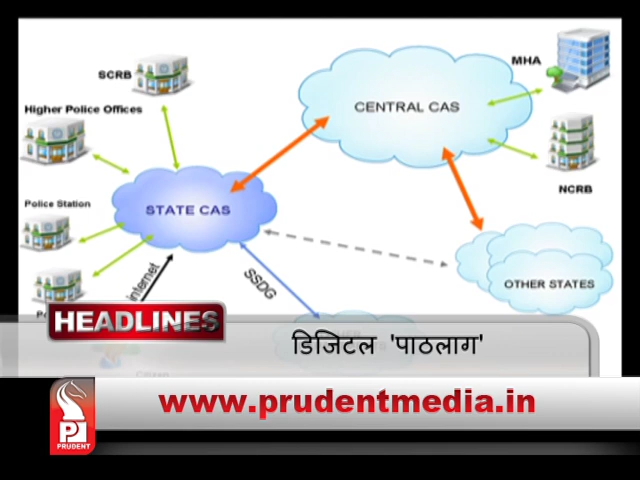 MHA
SCRB
CENTRAL CAS
Higher Police Offices
NCRB
Police Station
STATE CAS
internet
SSDG
OTHER STATES
HEADLINES
डिजिटल 'पाठलाग'
www.prudentmedia.in
PRUDENT